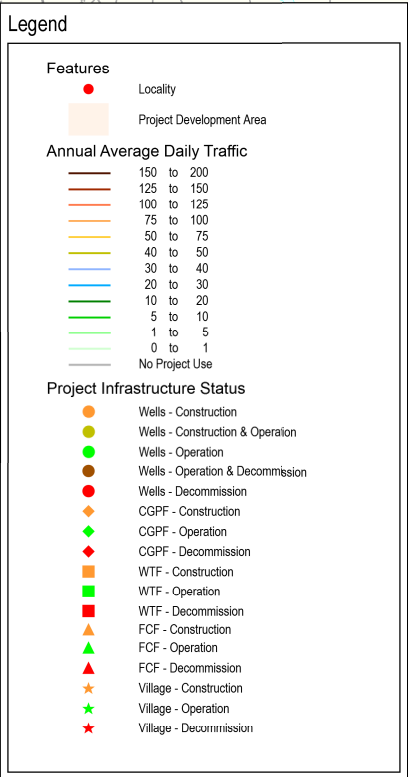 Legend
Features
Locality
Project Development Area
Annual Average Daily Traffic
150 to 200
125 to 150
100 to 125
75 to 100
50 to 75
40 to 50
30 to 40
20 to 30
10 to 20
5 to 10
1 to 5
0 to 1
No Project Use
Project Infrastructure Status
Wells - Construction
Wells - Construction & Operation
Wells - Operation
Wells - Operation & Decommission
Wells - Decommission
CGPF - Construction
CGPF - Operation
CGPF - Decommission
WTF - Construction
WTF - Operation
WTF - Decommission
FCF - Construction
FCF - Operation
FCF - Decommission
Village - Construction
Village - Operation
Village - Decommission